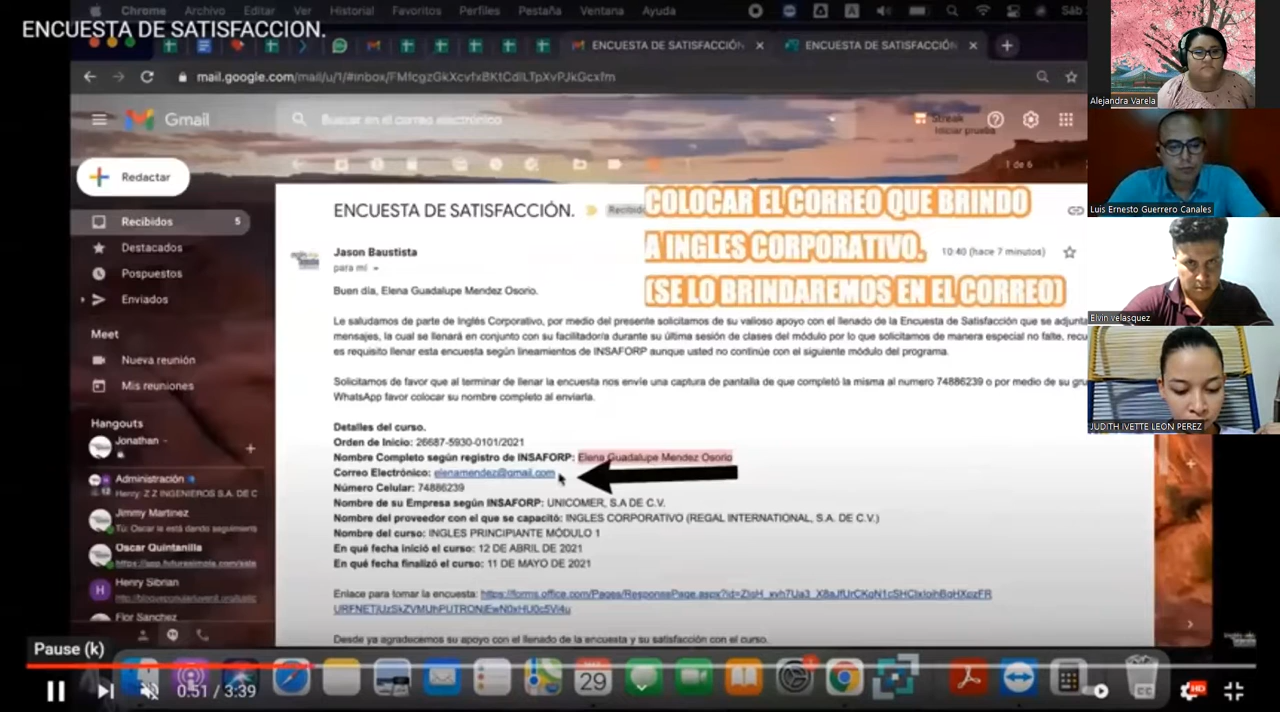 ENCUESTA DE SATISFACCION.
Chrome Archivo Editar Ver Historial Favoritos Perfiles Pestaña Ventana Ayuda
ENCUESTA DE SATISFACCIÓN
ENCUESTA DE SATISFACCIÓN
mail.google.com/mail/u/1/#inbox/
Gmail
Buscar en el correo electrónico
Streak
Iniciar prueba
Redactar
1 de 6
Recibidos 5
Destacados
Pospuestos
Enviados
Meet
Nueva reunión
Mis reuniones
Hangouts
Jonathan
Administración
Henry: Z Z INGENIEROS S.A. DE C
Jimmy Martinez
Tú: Oscar le está dando seguimien
Oscar Quintanilla
Henry Sibrian
Flor Sanchez
ENCUESTA DE SATISFACCIÓN.
COLOCAR EL CORREO QUE BRINDO
A INGLES CORPORATIVO.
(SE LO BRINDAREMOS EN EL CORREO)
Jason Baustista
10:40 (hace 7 minutos)
para mí
Buen día, Elena Guadalupe Mendez Osorio.
Le saludamos de parte de Inglés Corporativo, por medio del presente solicitamos de su valioso apoyo con el llenado de la Encuesta de Satisfacción que se adjunta
mensajes, la cual se llenará en conjunto con su facilitador/a durante su última sesión de clases del módulo por lo que solicitamos de manera especial no falte, recu
es requisito llenar esta encuesta según lineamientos de INSAFORP aunque usted no continúe con el siguiente módulo del programa.
Solicitamos de favor que al terminar de llenar la encuesta nos envíe una captura de pantalla de que completó la misma al numero 74886239 o por medio de su gru
WhatsApp favor colocar su nombre completo al enviarla.
Detalles del curso.
Orden de Inicio: 26687-5930-0101/2021
Nombre Completo según registro de INSAFORP: Elena Guadalupe Mendez Osorio
Correo Electrónico: elenamendez@gmail.com
Número Celular: 74886239
Nombre de su Empresa según INSAFORP: UNICOMER, S.A DE C.V.
Nombre del proveedor con el que se capacitó: INGLES CORPORATIVO (REGAL INTERNATIONAL, S.A. DE C.V.)
Nombre del curso: INGLES PRINCIPIANTE MÓDULO 1
En qué fecha inició el curso: 12 DE ABRIL DE 2021
En qué fecha finalizó el curso: 11 DE MAYO DE 2021
Enlace para tomar la encuesta:
Desde ya agradecemos su apoyo con el llenado de la encuesta y su satisfacción con el curso.
Pause (k)
0:51 / 3:39
29
HD
Alejandra Varela
Luis Ernesto Guerrero Canales
Elvin velasquez
JUDITH IVETTE LEON PEREZ